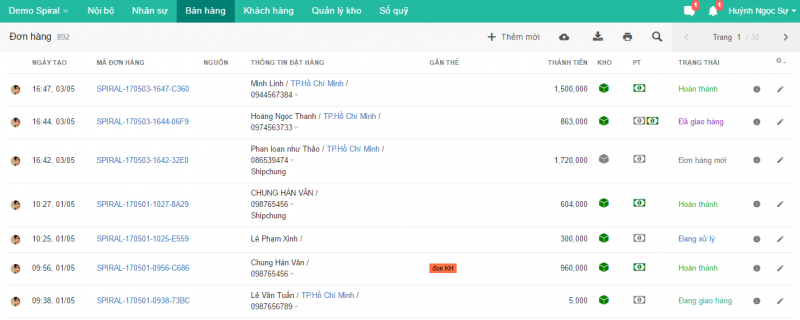 Demo Spiral Nội bộ Nhân sự Bán hàng Khách hàng Quản lý kho Sổ quỹ 1 1 Huỳnh Ngọc Sự
Đơn hàng 892 Thêm mới Trang 1 / 30
NGÀY TẠO MÃ ĐƠN HÀNG NGUỒN THÔNG TIN ĐẶT HÀNG GẮN THẺ THÀNH TIỀN KHO PT TRẠNG THÁI
16:47, 03/05 SPIRAL-170503-1647-C360 Minh Linh / TP.Hồ Chí Minh / 1,500,000 Hoàn thành
0944567384
16:44, 03/05 SPIRAL-170503-1644-06F9 Hoàng Ngọc Thanh / TP.Hồ Chí Minh / 863,000 Đã giao hàng
0974563733
16:42, 03/05 SPIRAL-170503-1642-32E0 Phan loan như Thảo / TP.Hồ Chí Minh / 1,720,000 Đơn hàng mới
086539474
Shipchung
10:27, 01/05 SPIRAL-170501-1027-8A29 CHUNG HÁN VĂN / 604,000 Hoàn thành
098765456
Shipchung
10:25, 01/05 SPIRAL-170501-1025-E559 Lê Phạm Xinh / 300,000 Đang xử lý
09:56, 01/05 SPIRAL-170501-0956-C686 Chung Hán Văn / đon KH 960,000 Hoàn thành
098765456
09:38, 01/05 SPIRAL-170501-0938-73BC Lê Văn Tuấn / TP.Hồ Chí Minh / 5,000 Đang giao hàng
0987656789